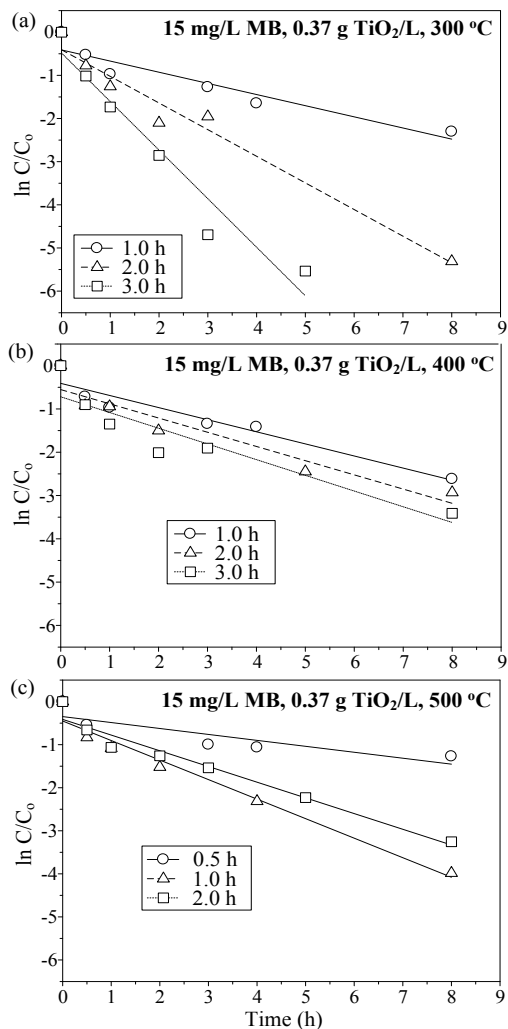 (a)
15 mg/L MB, 0.37 g TiO₂/L, 300 °C
0
-1
-2
-3
-4
-5
-6
ln C/Cₒ
1.0 h
2.0 h
3.0 h
0 1 2 3 4 5 6 7 8 9
(b)
15 mg/L MB, 0.37 g TiO₂/L, 400 °C
0
-1
-2
-3
-4
-5
-6
ln C/Cₒ
1.0 h
2.0 h
3.0 h
0 1 2 3 4 5 6 7 8 9
(c)
15 mg/L MB, 0.37 g TiO₂/L, 500 °C
0
-1
-2
-3
-4
-5
-6
ln C/Cₒ
0.5 h
1.0 h
2.0 h
0 1 2 3 4 5 6 7 8 9
Time (h)